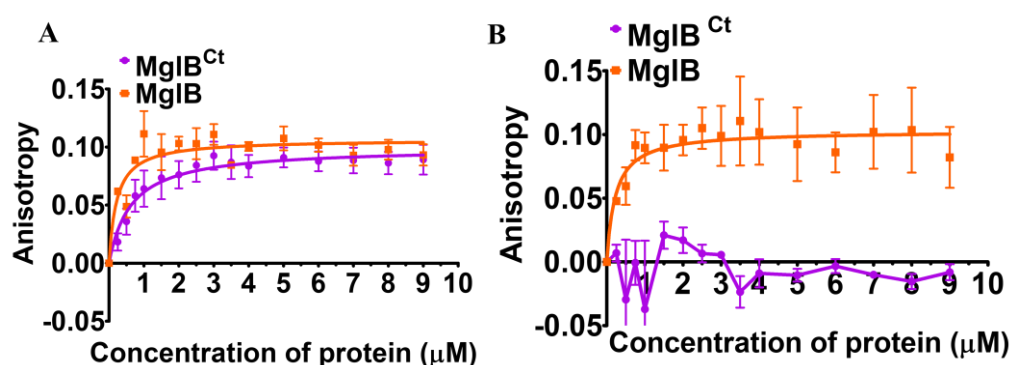 A
MglB^Ct
MglB
0.15
0.10
0.05
0.00
-0.05
1 2 3 4 5 6 7 8 9 10
Anisotropy
Concentration of protein (μM)
B
MglB ^Ct
MglB
0.15
0.10
0.05
0.00
-0.05
1 2 3 4 5 6 7 8 9 10
Anisotropy
Concentration of protein (μM)